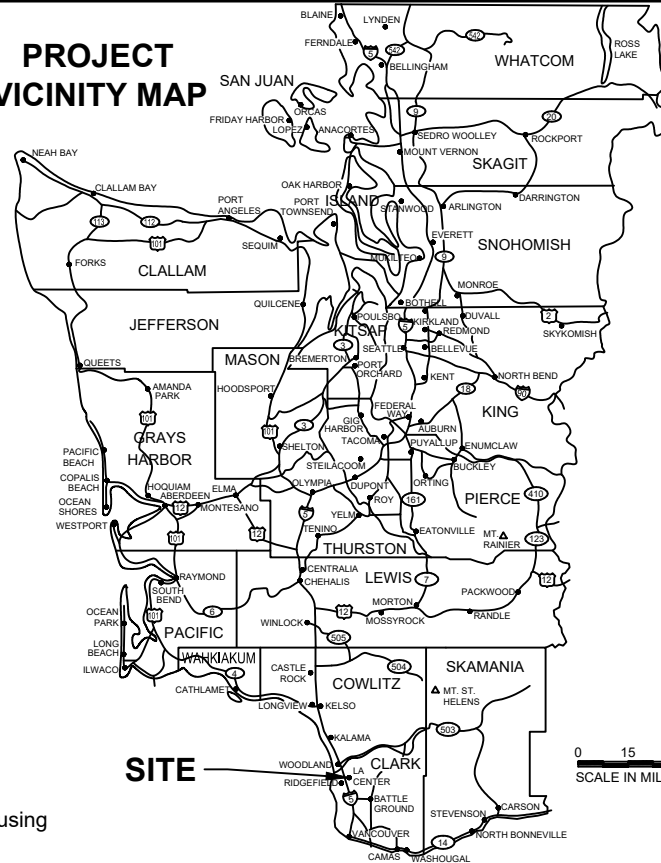 PROJECT
VICINITY MAP
BLAINE
LYNDEN
FERNDALE
5
542
542
BELLINGHAM
WHATCOM
ROSS
LAKE
SAN JUAN
ORCAS
FRIDAY HARBOR
LOPEZ
ANACORTES
9
20
SEDRO WOOLLEY
ROCKPORT
MOUNT VERNON
SKAGIT
NEAH BAY
CLALLAM BAY
OAK HARBOR
ISLAND
STANWOOD
ARLINGTON
DARRINGTON
PORT
ANGELES
PORT
TOWNSEND
113
112
101
SEQUIM
EVERETT
SNOHOMISH
MUKILTEO
9
FORKS
CLALLAM
MONROE
QUILCENE
BOTHELL
JEFFERSON
POULSBO
KITSAP
5
KIRKLAND
DUVALL
REDMOND
2
SKYKOMISH
3
SEATTLE
BELLEVUE
MASON
BREMERTON
PORT
ORCHARD
QUEETS
AMANDA
PARK
HOODSPORT
KENT
NORTH BEND
18
90
FEDERAL
WAY
KING
101
GRAYS
HARBOR
101
3
GIG
HARBOR
AUBURN
TACOMA
SHELTON
PUYALLUP
ENUMCLAW
PACIFIC
BEACH
STEILACOOM
BUCKLEY
COPALIS
BEACH
HOQUIAM
ABERDEEN
ELMA
OLYMPIA
DUPONT
ORTING
OCEAN
SHORES
12
MONTESANO
ROY
161
PIERCE
410
WESTPORT
5
YELM
101
12
TENINO
EATONVILLE
MT.
RAINIER
123
THURSTON
CENTRALIA
CHEHALIS
LEWIS
7
12
RAYMOND
SOUTH
BEND
PACKWOOD
MORTON
OCEAN
PARK
101
6
12
MOSSYROCK
RANDLE
PACIFIC
WINLOCK
505
LONG
BEACH
WAHKIAKUM
ILWACO
4
CASTLE
ROCK
504
SKAMANIA
CATHLAMET
COWLITZ
MT. ST.
HELENS
LONGVIEW
KELSO
503
KALAMA
WOODLAND
CLARK
SITE
LA
CENTER
RIDGEFIELD
0 15
SCALE IN MIL
5
BATTLE
GROUND
CARSON
STEVENSON
using
VANCOUVER
14
NORTH BONNEVILLE
CAMAS
WASHOUGAL